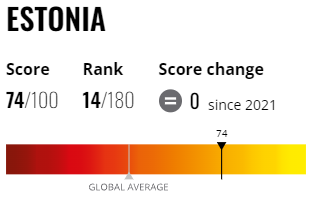 ESTONIA
Score Rank Score change
74/100 14/180 = 0 since 2021
74
GLOBAL AVERAGE